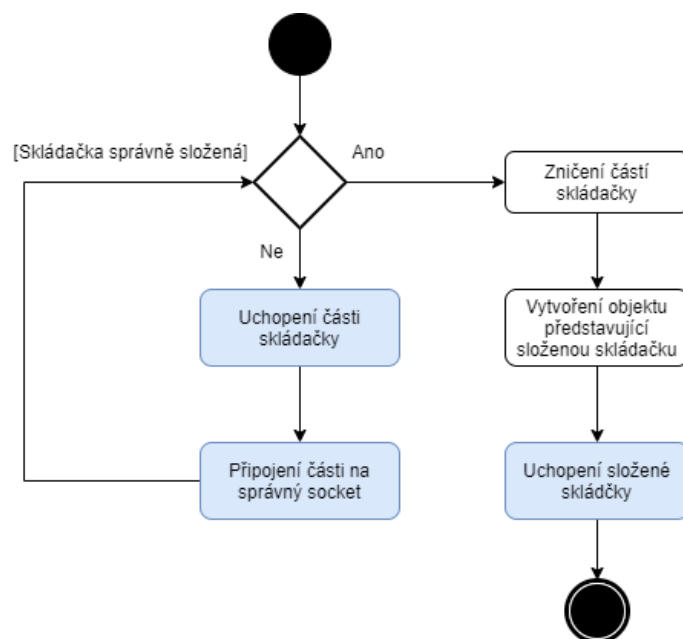 [Skládačka správně složená]
Ano
Zničení částí
skládačky
Ne
Uchopení části
skládačky
Vytvoření objektu
představující
složenou skládačku
Připojení části na
správný socket
Uchopení složené
skládčky